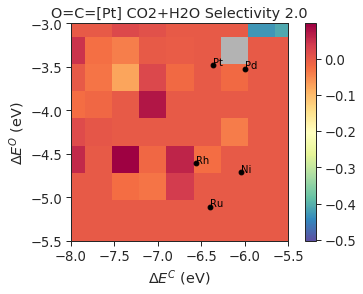 O=C=[Pt] CO2+H2O Selectivity 2.0
−3.0
−3.5
−4.0
−4.5
−5.0
−5.5
ΔE^O (eV)
Pt
Pd
Rh
Ni
Ru
−8.0 −7.5 −7.0 −6.5 −6.0 −5.5
ΔE^C (eV)
0.0
−0.1
−0.2
−0.3
−0.4
−0.5